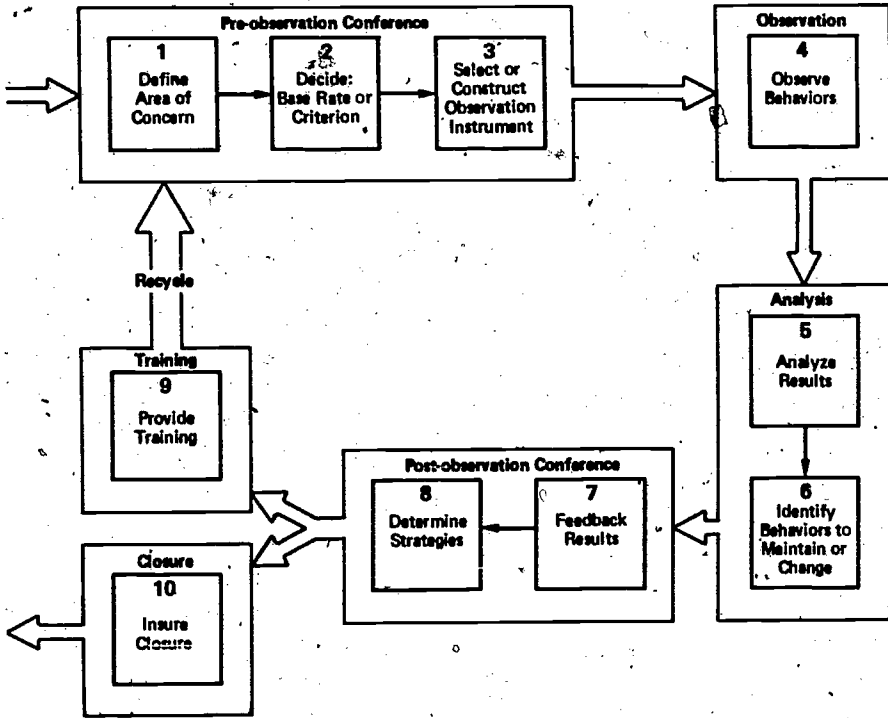 Pre-observation Conference
1
Define
Area of
Concern
2
Decide:
Base Rate or
Criterion
3
Select or
Construct
Observation
Instrument
Observation
4
Observe
Behaviors
Analysis
5
Analyze
Results
6
Identify
Behaviors to
Maintain or
Change
Post-observation Conference
7
Feedback
Results
8
Determine
Strategies
Training
9
Provide
Training
Recycle
Closure
10
Insure
Closure